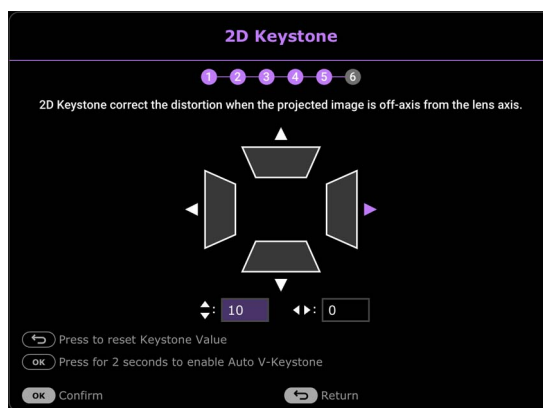 2D Keystone
1 2 3 4 5 6
2D Keystone correct the distortion when the projected image is off-axis from the lens axis.
: 10 : 0
Press to reset Keystone Value
OK Press for 2 seconds to enable Auto V-Keystone
OK Confirm Return